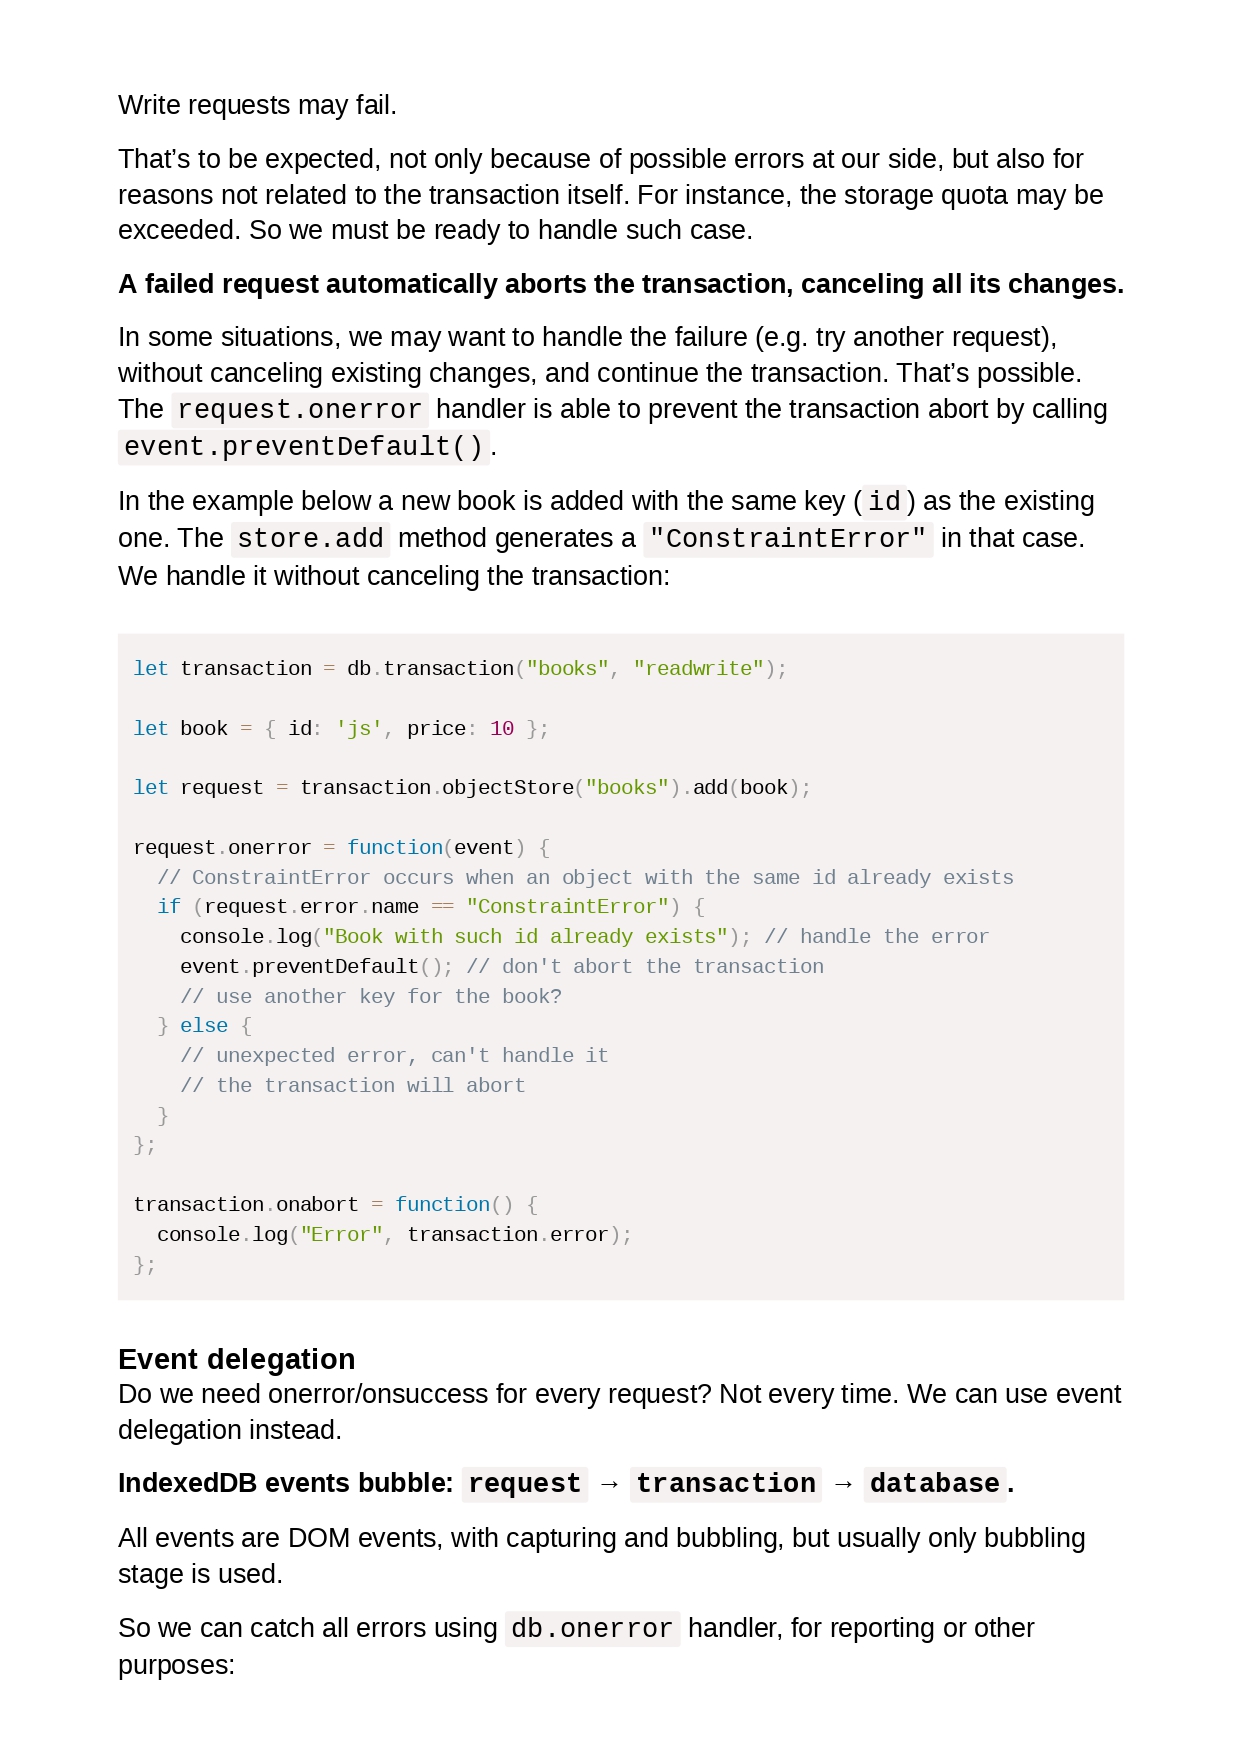 Write requests may fail.
That’s to be expected, not only because of possible errors at our side, but also for
reasons not related to the transaction itself. For instance, the storage quota may be
exceeded. So we must be ready to handle such case.
A failed request automatically aborts the transaction, canceling all its changes.
In some situations, we may want to handle the failure (e.g. try another request),
without canceling existing changes, and continue the transaction. That’s possible.
The request.onerror handler is able to prevent the transaction abort by calling
event.preventDefault().
In the example below a new book is added with the same key (id) as the existing
one. The store.add method generates a "ConstraintError" in that case.
We handle it without canceling the transaction:
let transaction = db.transaction("books", "readwrite");
let book = { id: 'js', price: 10 };
let request = transaction.objectStore("books").add(book);
request.onerror = function(event) {
  // ConstraintError occurs when an object with the same id already exists
  if (request.error.name == "ConstraintError") {
    console.log("Book with such id already exists"); // handle the error
    event.preventDefault(); // don't abort the transaction
    // use another key for the book?
  } else {
    // unexpected error, can't handle it
    // the transaction will abort
  }
};
transaction.onabort = function() {
  console.log("Error", transaction.error);
};
Event delegation
Do we need onerror/onsuccess for every request? Not every time. We can use event
delegation instead.
IndexedDB events bubble: request → transaction → database.
All events are DOM events, with capturing and bubbling, but usually only bubbling
stage is used.
So we can catch all errors using db.onerror handler, for reporting or other
purposes: